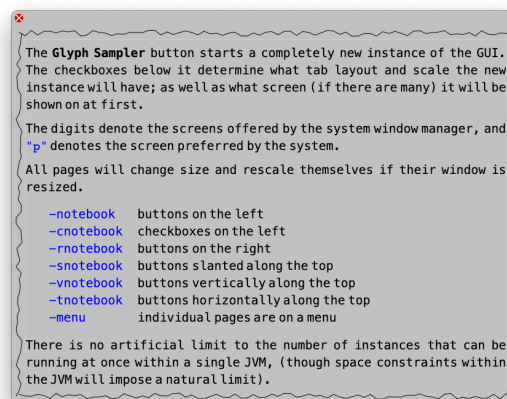 The Glyph Sampler button starts a completely new instance of the GUI.
The checkboxes below it determine what tab layout and scale the new
instance will have; as well as what screen (if there are many) it will be
shown on at first.
The digits denote the screens offered by the system window manager, and
"p" denotes the screen preferred by the system.
All pages will change size and rescale themselves if their window is
resized.
-notebook buttons on the left
-cnotebook checkboxes on the left
-rnotebook buttons on the right
-snotebook buttons slanted along the top
-vnotebook buttons vertically along the top
-tnotebook buttons horizontally along the top
-menu individual pages are on a menu
There is no artificial limit to the number of instances that can be
running at once within a single JVM, (though space constraints within
the JVM will impose a natural limit).